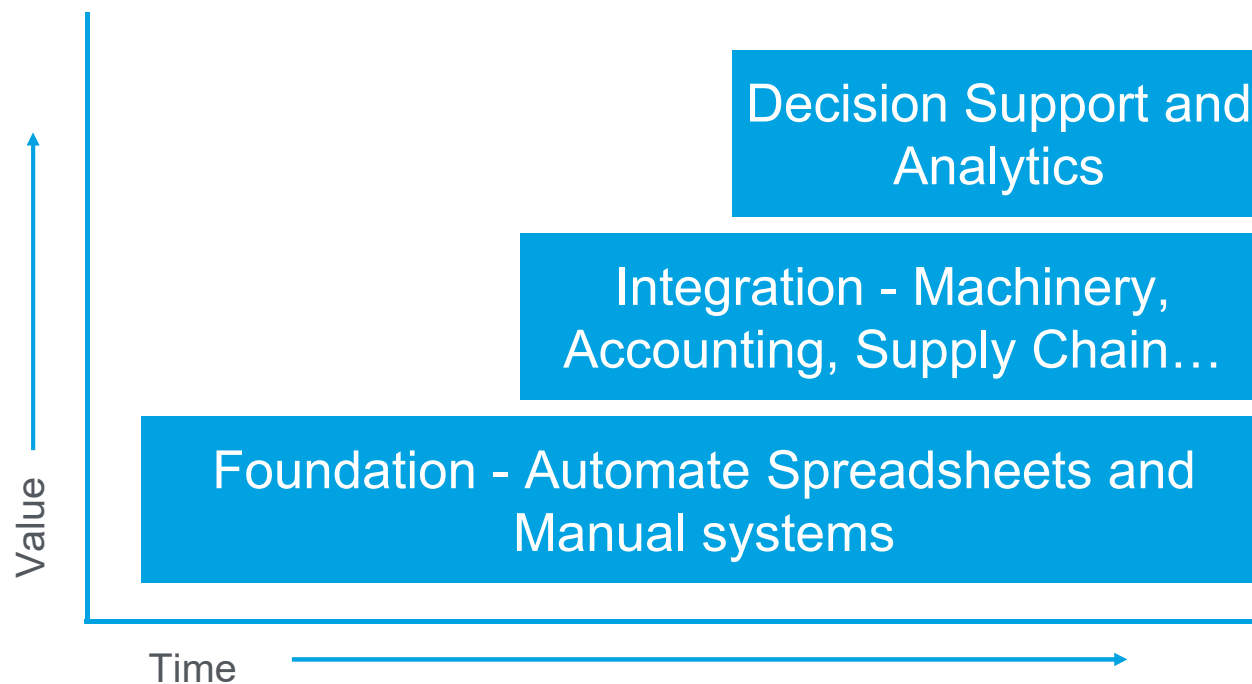 Decision Support and
Analytics
Integration - Machinery,
Accounting, Supply Chain…
Foundation - Automate Spreadsheets and
Manual systems
Value
Time